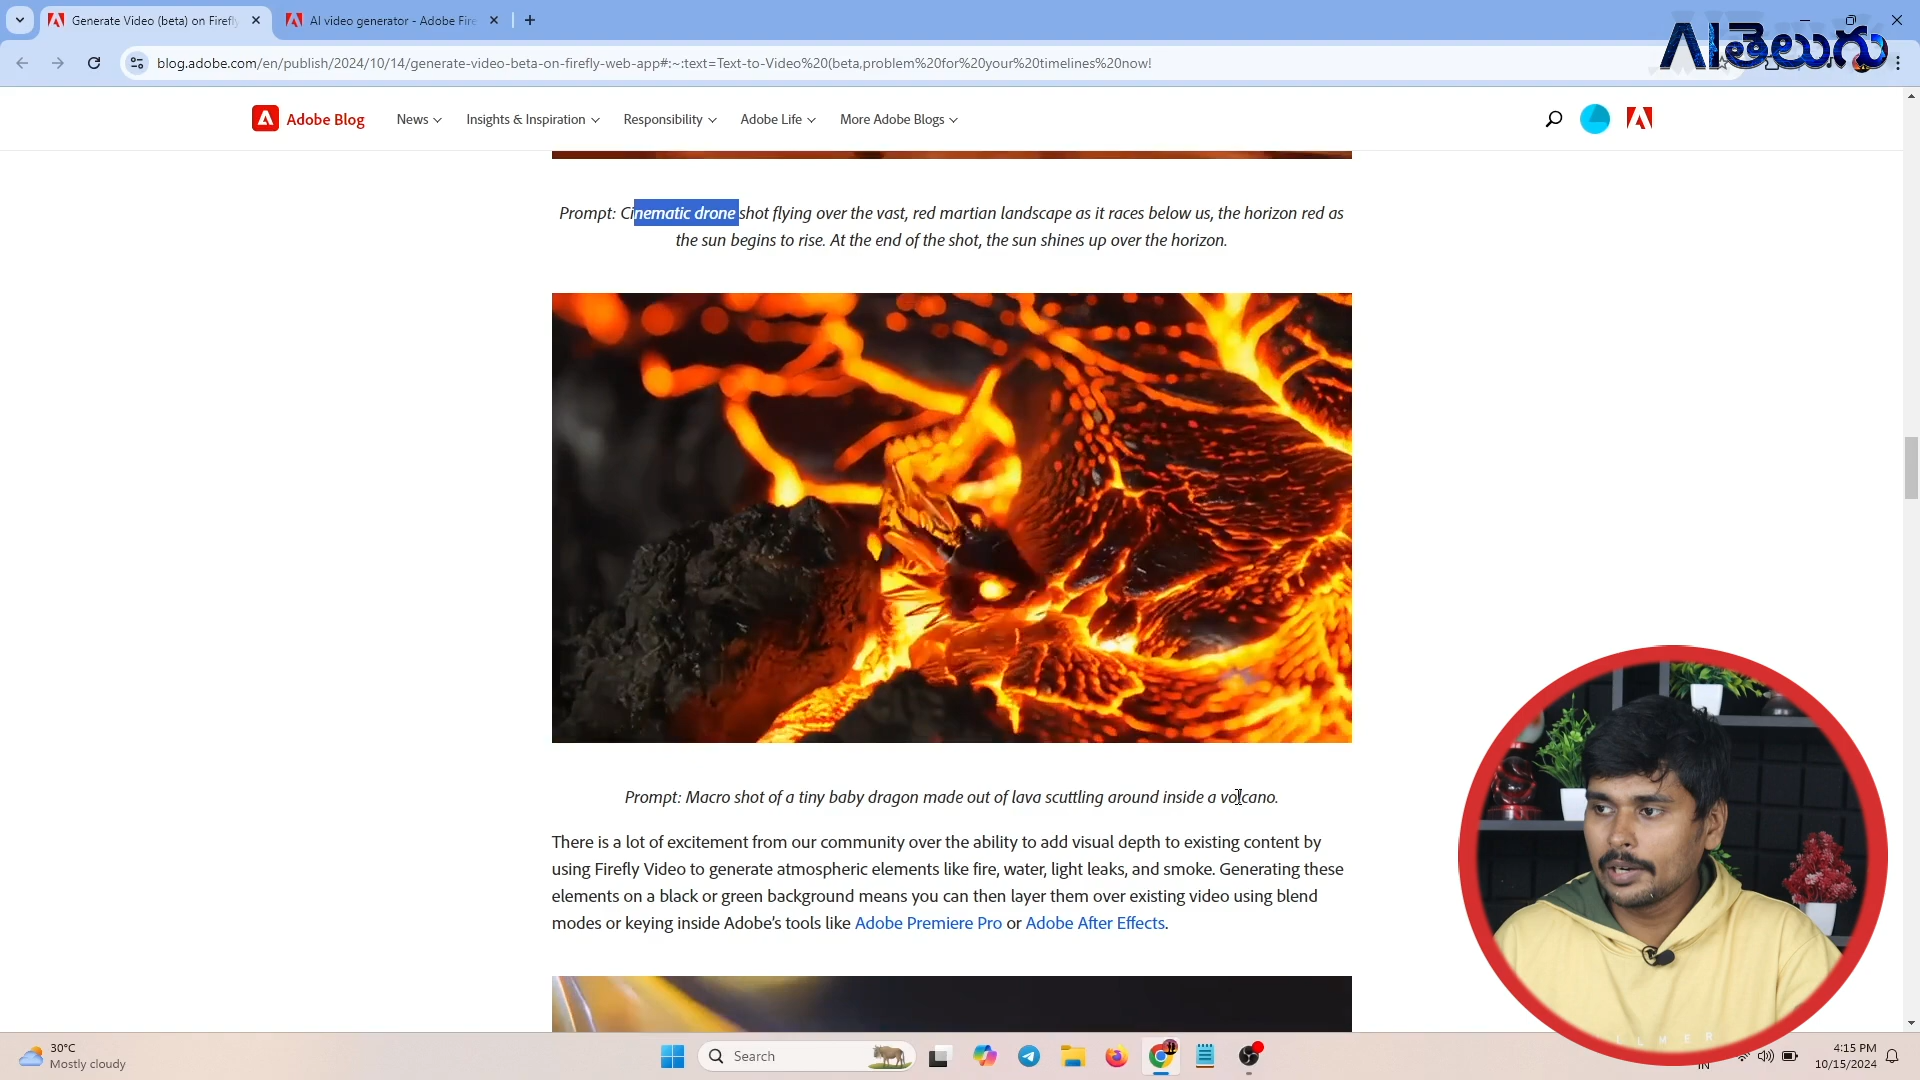 Generate Video (beta) on Firefly
AI video generator - Adobe Fire
AIతెలుగు
blog.adobe.com/en/publish/2024/10/14/generate-video-beta-on-firefly-web-app#:~:text=Text-to-Video%20(beta,problem%20for%20your%20timelines%20now!
Adobe Blog
News
Insights & Inspiration
Responsibility
Adobe Life
More Adobe Blogs
Prompt: Cinematic drone shot flying over the vast, red martian landscape as it races below us, the horizon red as
the sun begins to rise. At the end of the shot, the sun shines up over the horizon.
Prompt: Macro shot of a tiny baby dragon made out of lava scuttling around inside a volcano.
There is a lot of excitement from our community over the ability to add visual depth to existing content by
using Firefly Video to generate atmospheric elements like fire, water, light leaks, and smoke. Generating these
elements on a black or green background means you can then layer them over existing video using blend
modes or keying inside Adobe's tools like Adobe Premiere Pro or Adobe After Effects.
30°C
Mostly cloudy
Search
IN
4:15 PM
10/15/2024